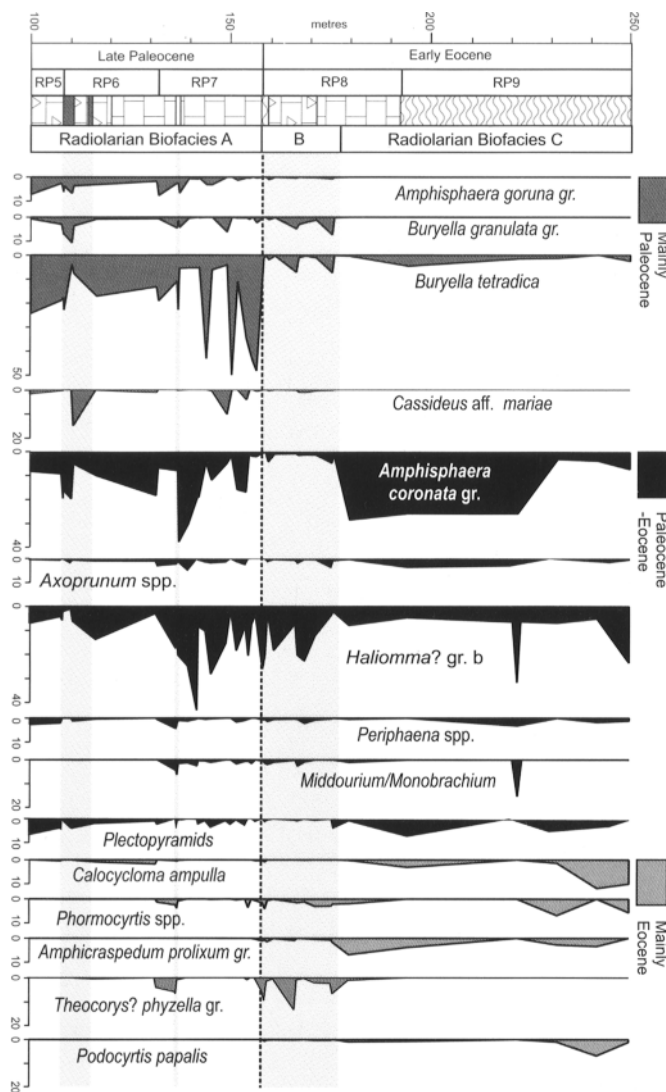 metres
100
150
200
250
Late Paleocene
Early Eocene
RP5
RP6
RP7
RP8
RP9
Radiolarian Biofacies A
B
Radiolarian Biofacies C
Mainly
Paleocene
0
10
Amphisphaera goruna gr.
0
10
Buryella granulata gr.
0
50
Buryella tetradica
0
20
Cassideus aff. mariae
Paleocene
-Eocene
0
40
Amphisphaera
coronata gr.
0
10
Axoprunum spp.
0
20
40
Haliomma? gr. b
0
10
Periphaena spp.
0
20
Middourium/Monobrachium
0
10
Plectopyramids
Mainly
Eocene
0
10
Calocycloma ampulla
0
10
Phormocyrtis spp.
0
10
Amphicraspedum prolixum gr.
0
20
Theocorys? phyzella gr.
0
20
Podocyrtis papalis